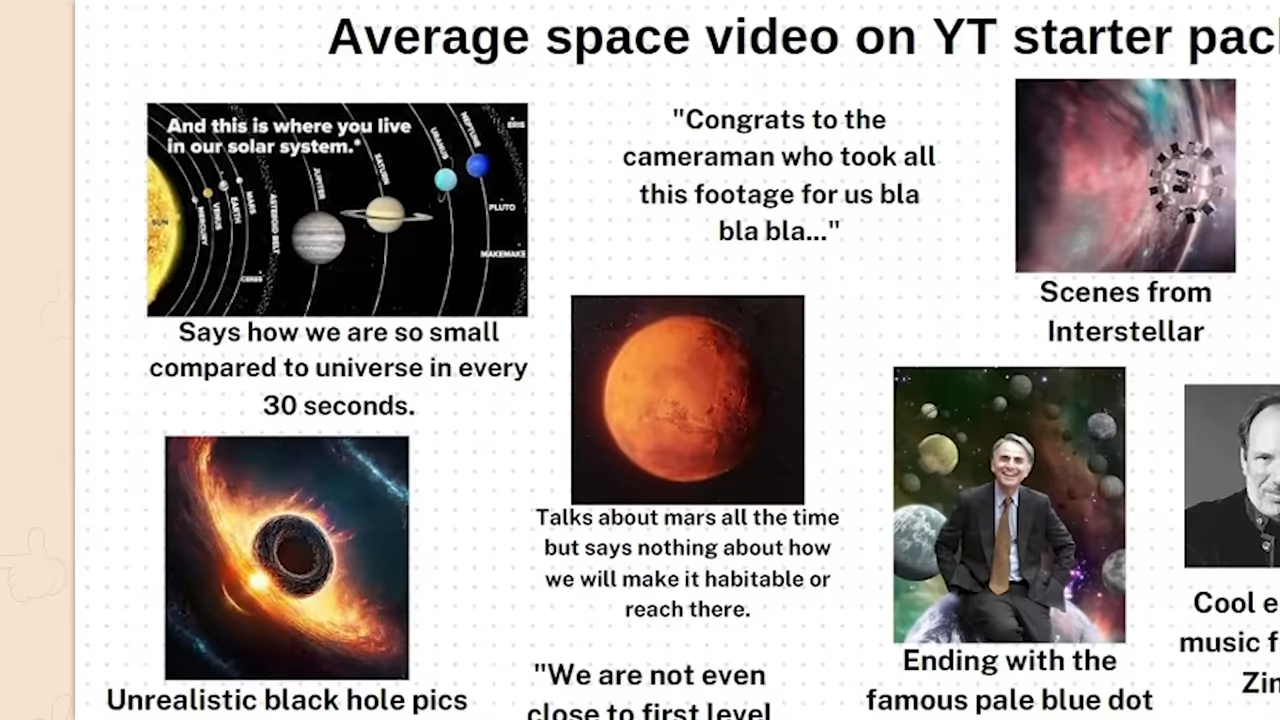 Average space video on YT starter
And this is where you live
in our solar system.*
SUN
MERCURY
VENUS
EARTH
MARS
ASTEROID BELT
CERES
JUPITER
SATURN
URANUS
NEPTUNE
PLUTO
MAKEMAKE
ERIS
Says how we are so small
compared to universe in every
30 seconds.
"Congrats to the
cameraman who took all
this footage for us bla
bla bla..."
Scenes from
Interstellar
Talks about mars all the time
but says nothing about how
we will make it habitable or
reach there.
Unrealistic black hole pics
"We are not even
close to first level
Ending with the
famous pale blue dot
Cool
music